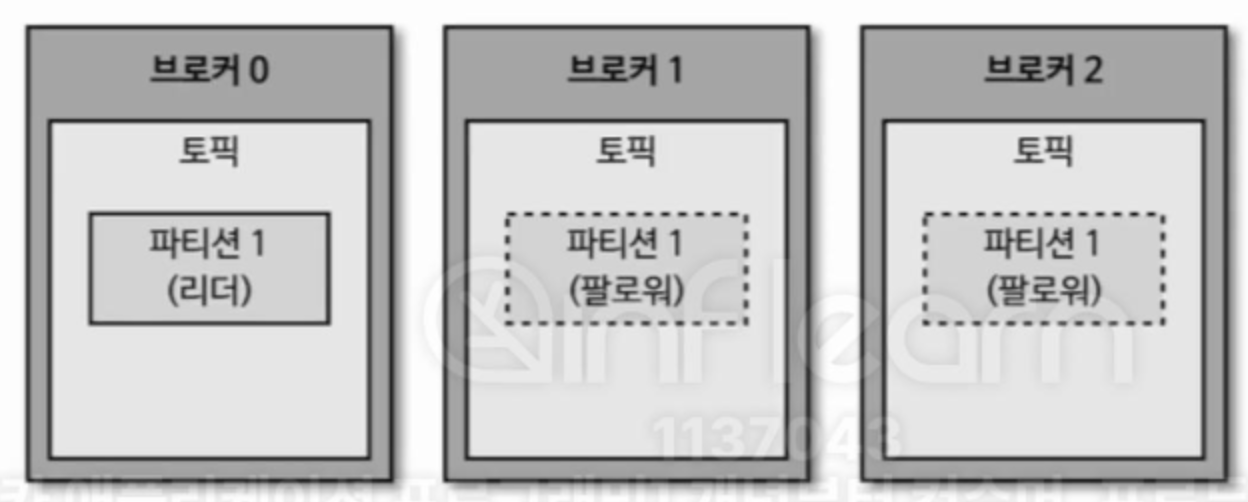 브로커 0
토픽
파티션 1
(리더)
브로커 1
토픽
파티션 1
(팔로워)
브로커 2
토픽
파티션 1
(팔로워)
inflearn
1137043